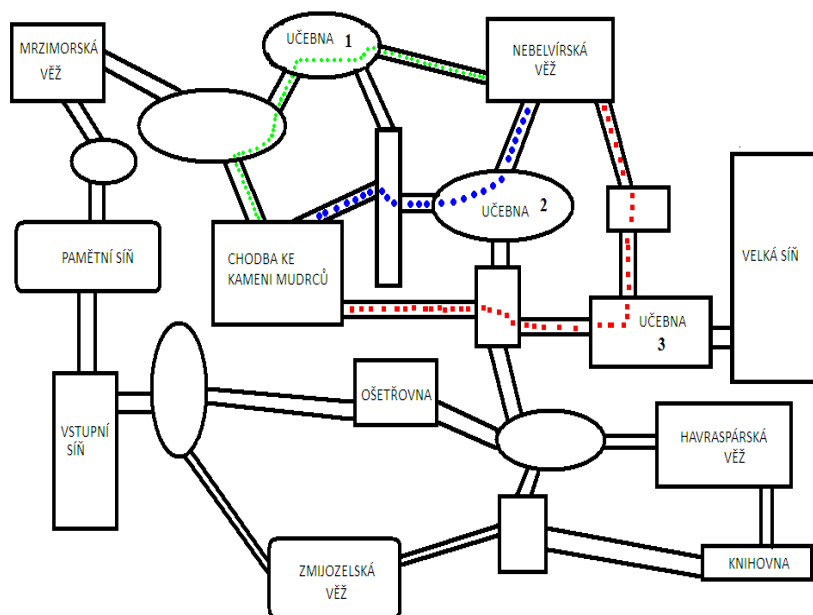 MRZIMORSKÁ
VĚŽ
UČEBNA 1
NEBELVÍRSKÁ
VĚŽ
UČEBNA 2
PAMĚTNÍ SÍŇ
CHODBA KE
KAMENI MUDRCŮ
VELKÁ SÍŇ
UČEBNA
3
VSTUPNÍ
SÍŇ
OŠETŘOVNA
HAVRASPÁRSKÁ
VĚŽ
ZMIJOZELSKÁ
VĚŽ
KNIHOVNA